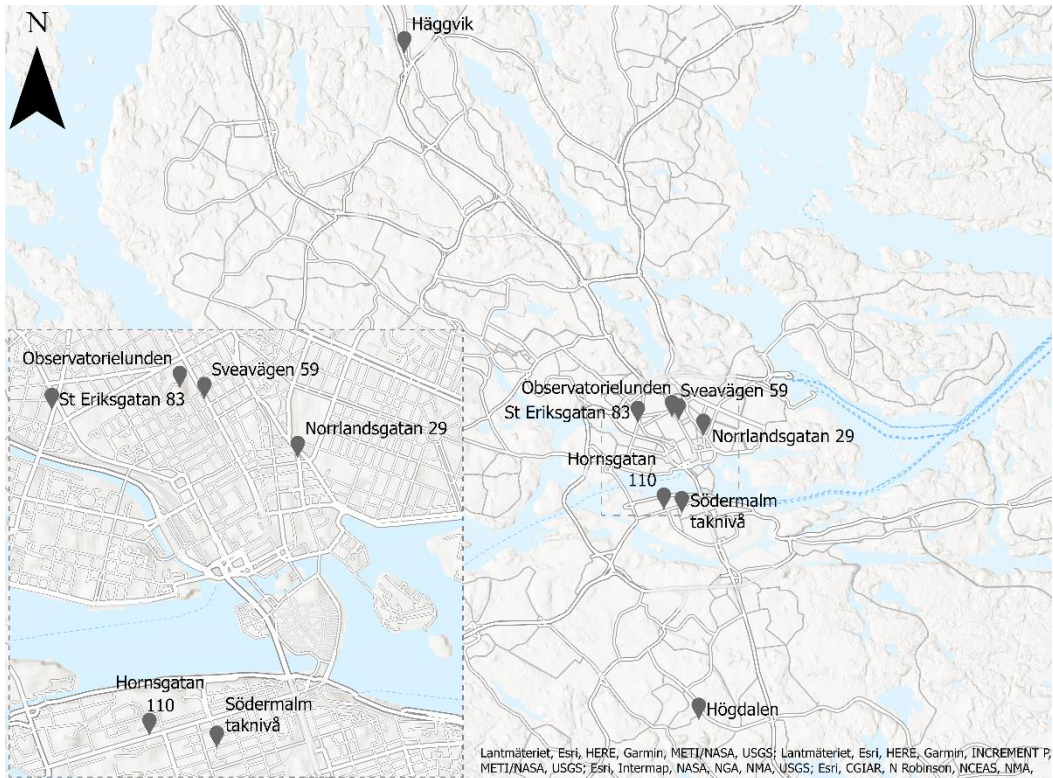 N
Häggvik
Observatorielunden
Sveavägen 59
St Eriksgatan 83
Norrlandsgatan 29
Hornsgatan
110
Södermalm
taknivå
Observatorielunden
Sveavägen 59
St Eriksgatan 83
Norrlandsgatan 29
Hornsgatan
110
Södermalm
taknivå
Högdalen
Lantmäteriet, Esri, HERE, Garmin, METI/NASA, USGS; Lantmäteriet, Esri, HERE, Garmin, INCREMENT P,
METI/NASA, USGS; Esri, Intermap, NASA, NGA, NMA, USGS; Esri, CGIAR, N Robinson, NCEAS, NMA,